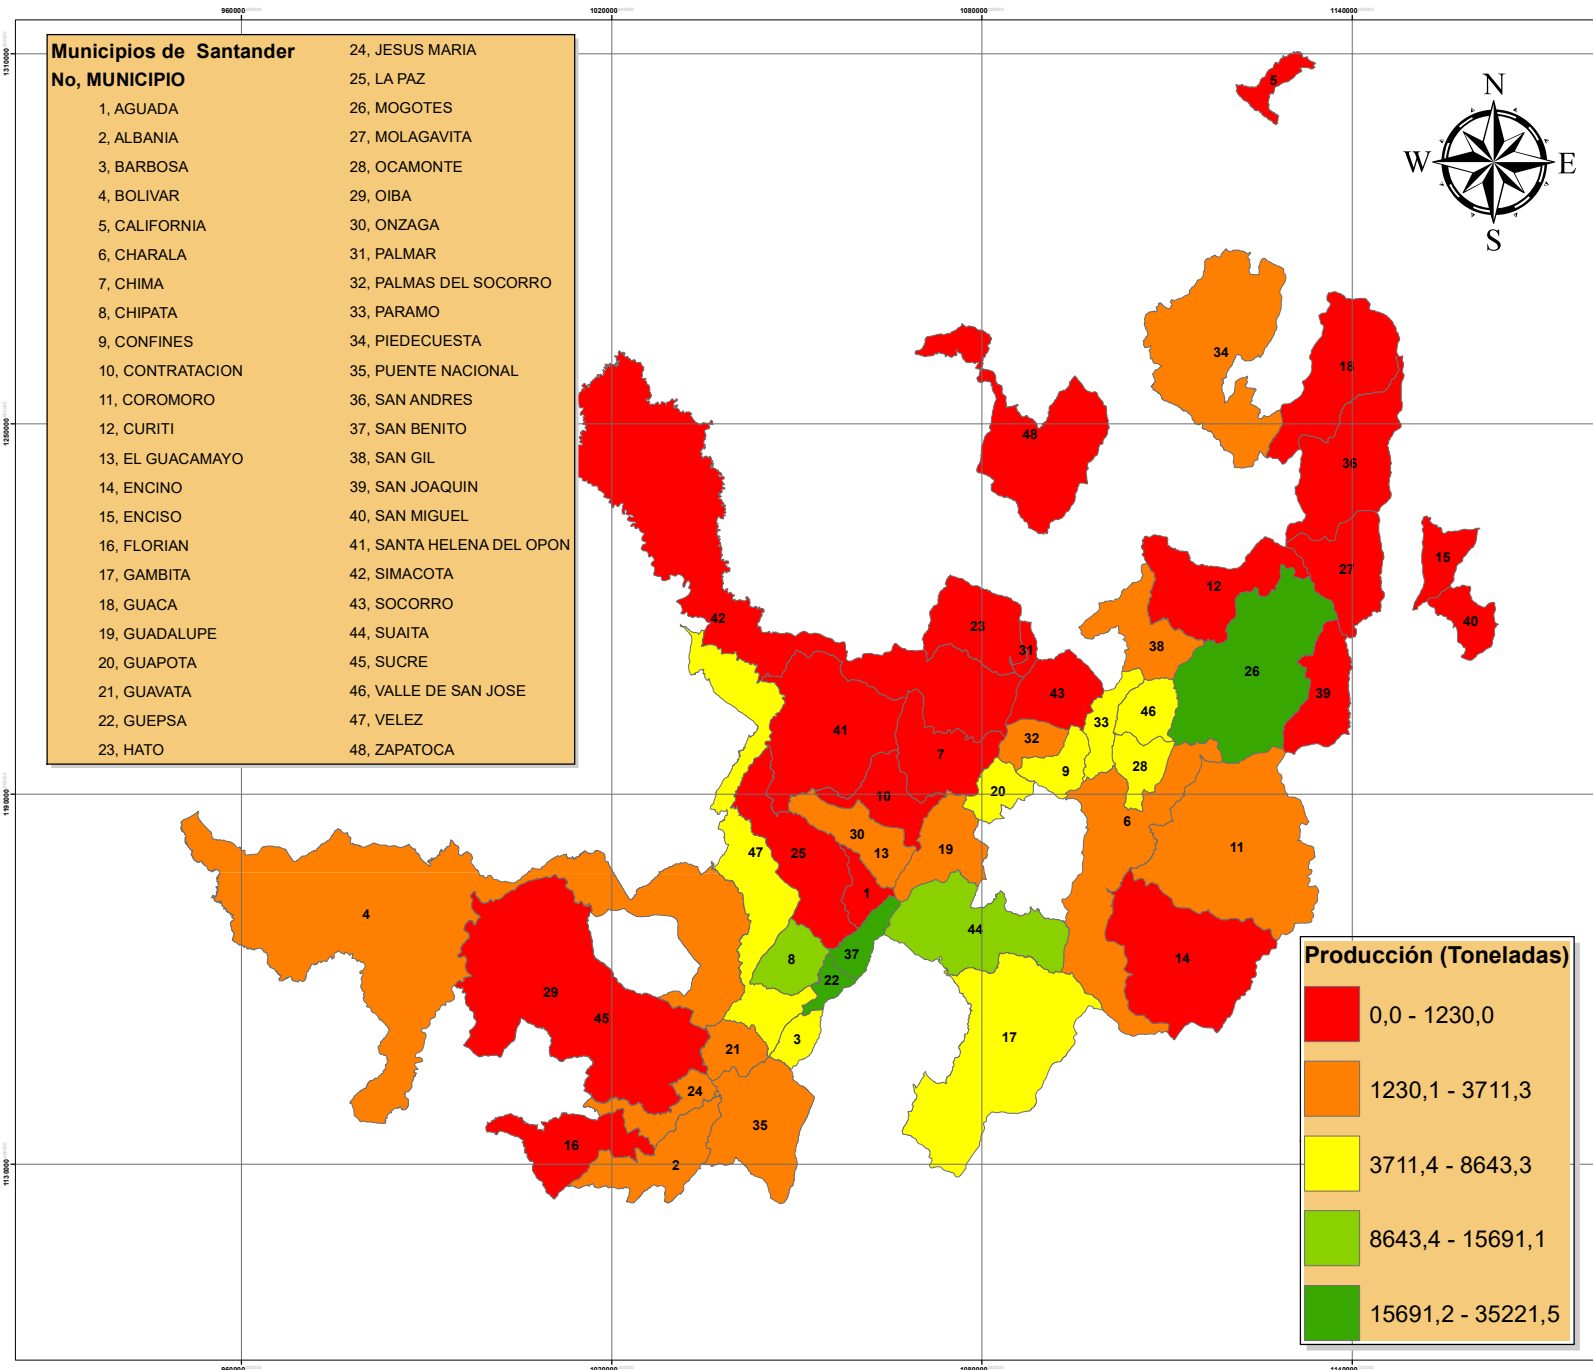 960000
1020000
1080000
1140000
Municipios de Santander
No, MUNICIPIO
1, AGUADA
2, ALBANIA
3, BARBOSA
4, BOLIVAR
5, CALIFORNIA
6, CHARALA
7, CHIMA
8, CHIPATA
9, CONFINES
10, CONTRATACION
11, COROMORO
12, CURITI
13, EL GUACAMAYO
14, ENCINO
15, ENCISO
16, FLORIAN
17, GAMBITA
18, GUACA
19, GUADALUPE
20, GUAPOTA
21, GUAVATA
22, GUEPSA
23, HATO
24, JESUS MARIA
25, LA PAZ
26, MOGOTES
27, MOLAGAVITA
28, OCAMONTE
29, OIBA
30, ONZAGA
31, PALMAR
32, PALMAS DEL SOCORRO
33, PARAMO
34, PIEDECUESTA
35, PUENTE NACIONAL
36, SAN ANDRES
37, SAN BENITO
38, SAN GIL
39, SAN JOAQUIN
40, SAN MIGUEL
41, SANTA HELENA DEL OPON
42, SIMACOTA
43, SOCORRO
44, SUAITA
45, SUCRE
46, VALLE DE SAN JOSE
47, VELEZ
48, ZAPATOCA
N
W E
S
1310000
1250000
1190000
1130000
5
34
18
48
36
15
27
12
40
42
23
31
38
26
39
43
46
33
41
32
7
9
28
20
10
6
30
13
19
11
47
25
1
4
44
37
8
14
22
29
45
17
3
21
24
35
16
2
Producción (Toneladas)
0,0 - 1230,0
1230,1 - 3711,3
3711,4 - 8643,3
8643,4 - 15691,1
15691,2 - 35221,5
960000
1020000
1080000
1140000